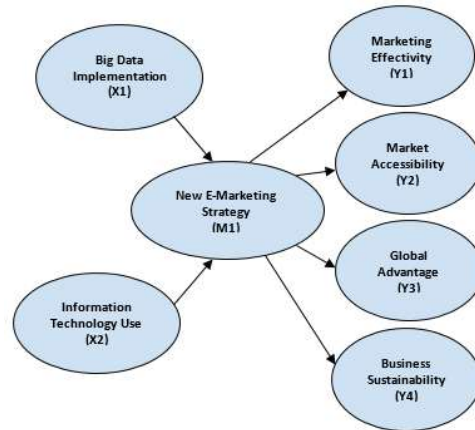 Big Data
Implementation
(X1)
Marketing
Effectivity
(Y1)
Market
Accessibility
(Y2)
New E-Marketing
Strategy
(M1)
Global
Advantage
(Y3)
Information
Technology Use
(X2)
Business
Sustainability
(Y4)